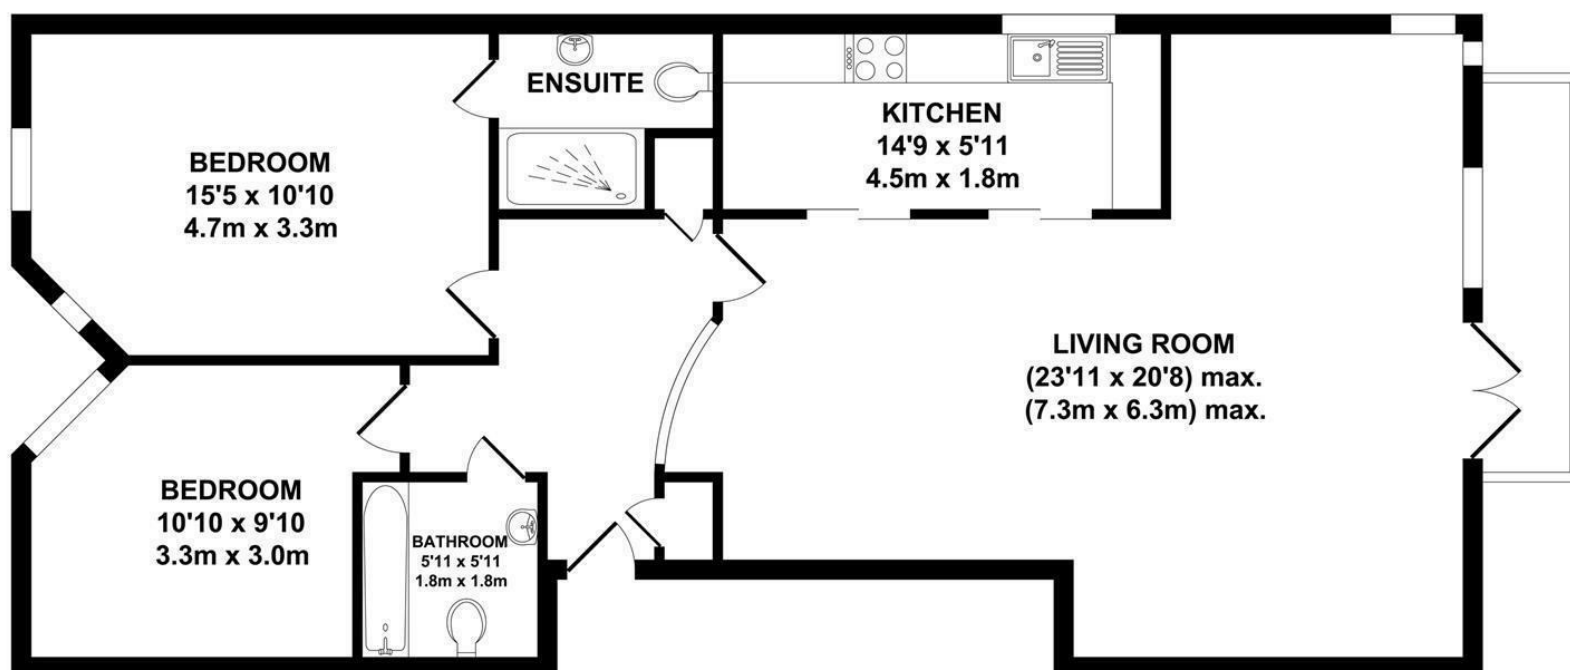 ENSUITE
KITCHEN
14'9 x 5'11
4.5m x 1.8m
BEDROOM
15'5 x 10'10
4.7m x 3.3m
LIVING ROOM
(23'11 x 20'8) max.
(7.3m x 6.3m) max.
BEDROOM
10'10 x 9'10
3.3m x 3.0m
BATHROOM
5'11 x 5'11
1.8m x 1.8m